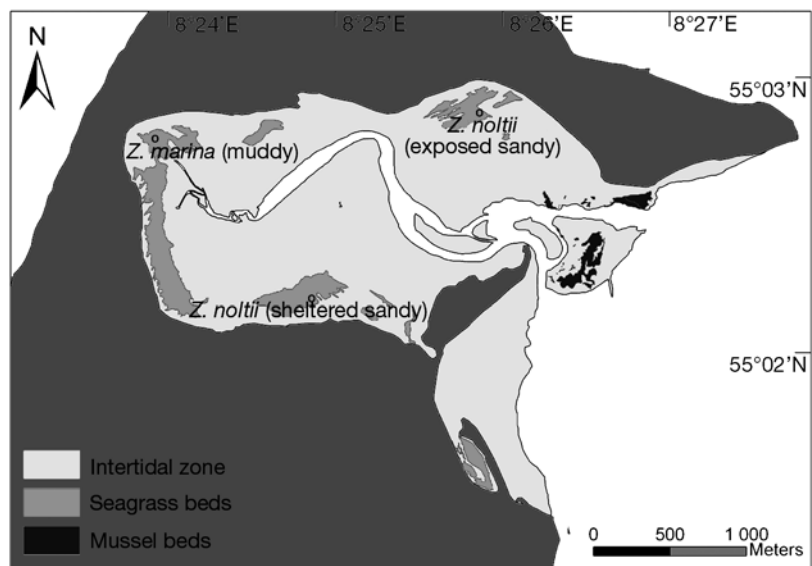 8°24'E 8°25'E 8°26'E 8°27'E
N
55°03'N
Z. noltii
(exposed sandy)
Z. marina (muddy)
Z. noltii (sheltered sandy)
55°02'N
Intertidal zone
Seagrass beds
Mussel beds
0 500 1 000
Meters